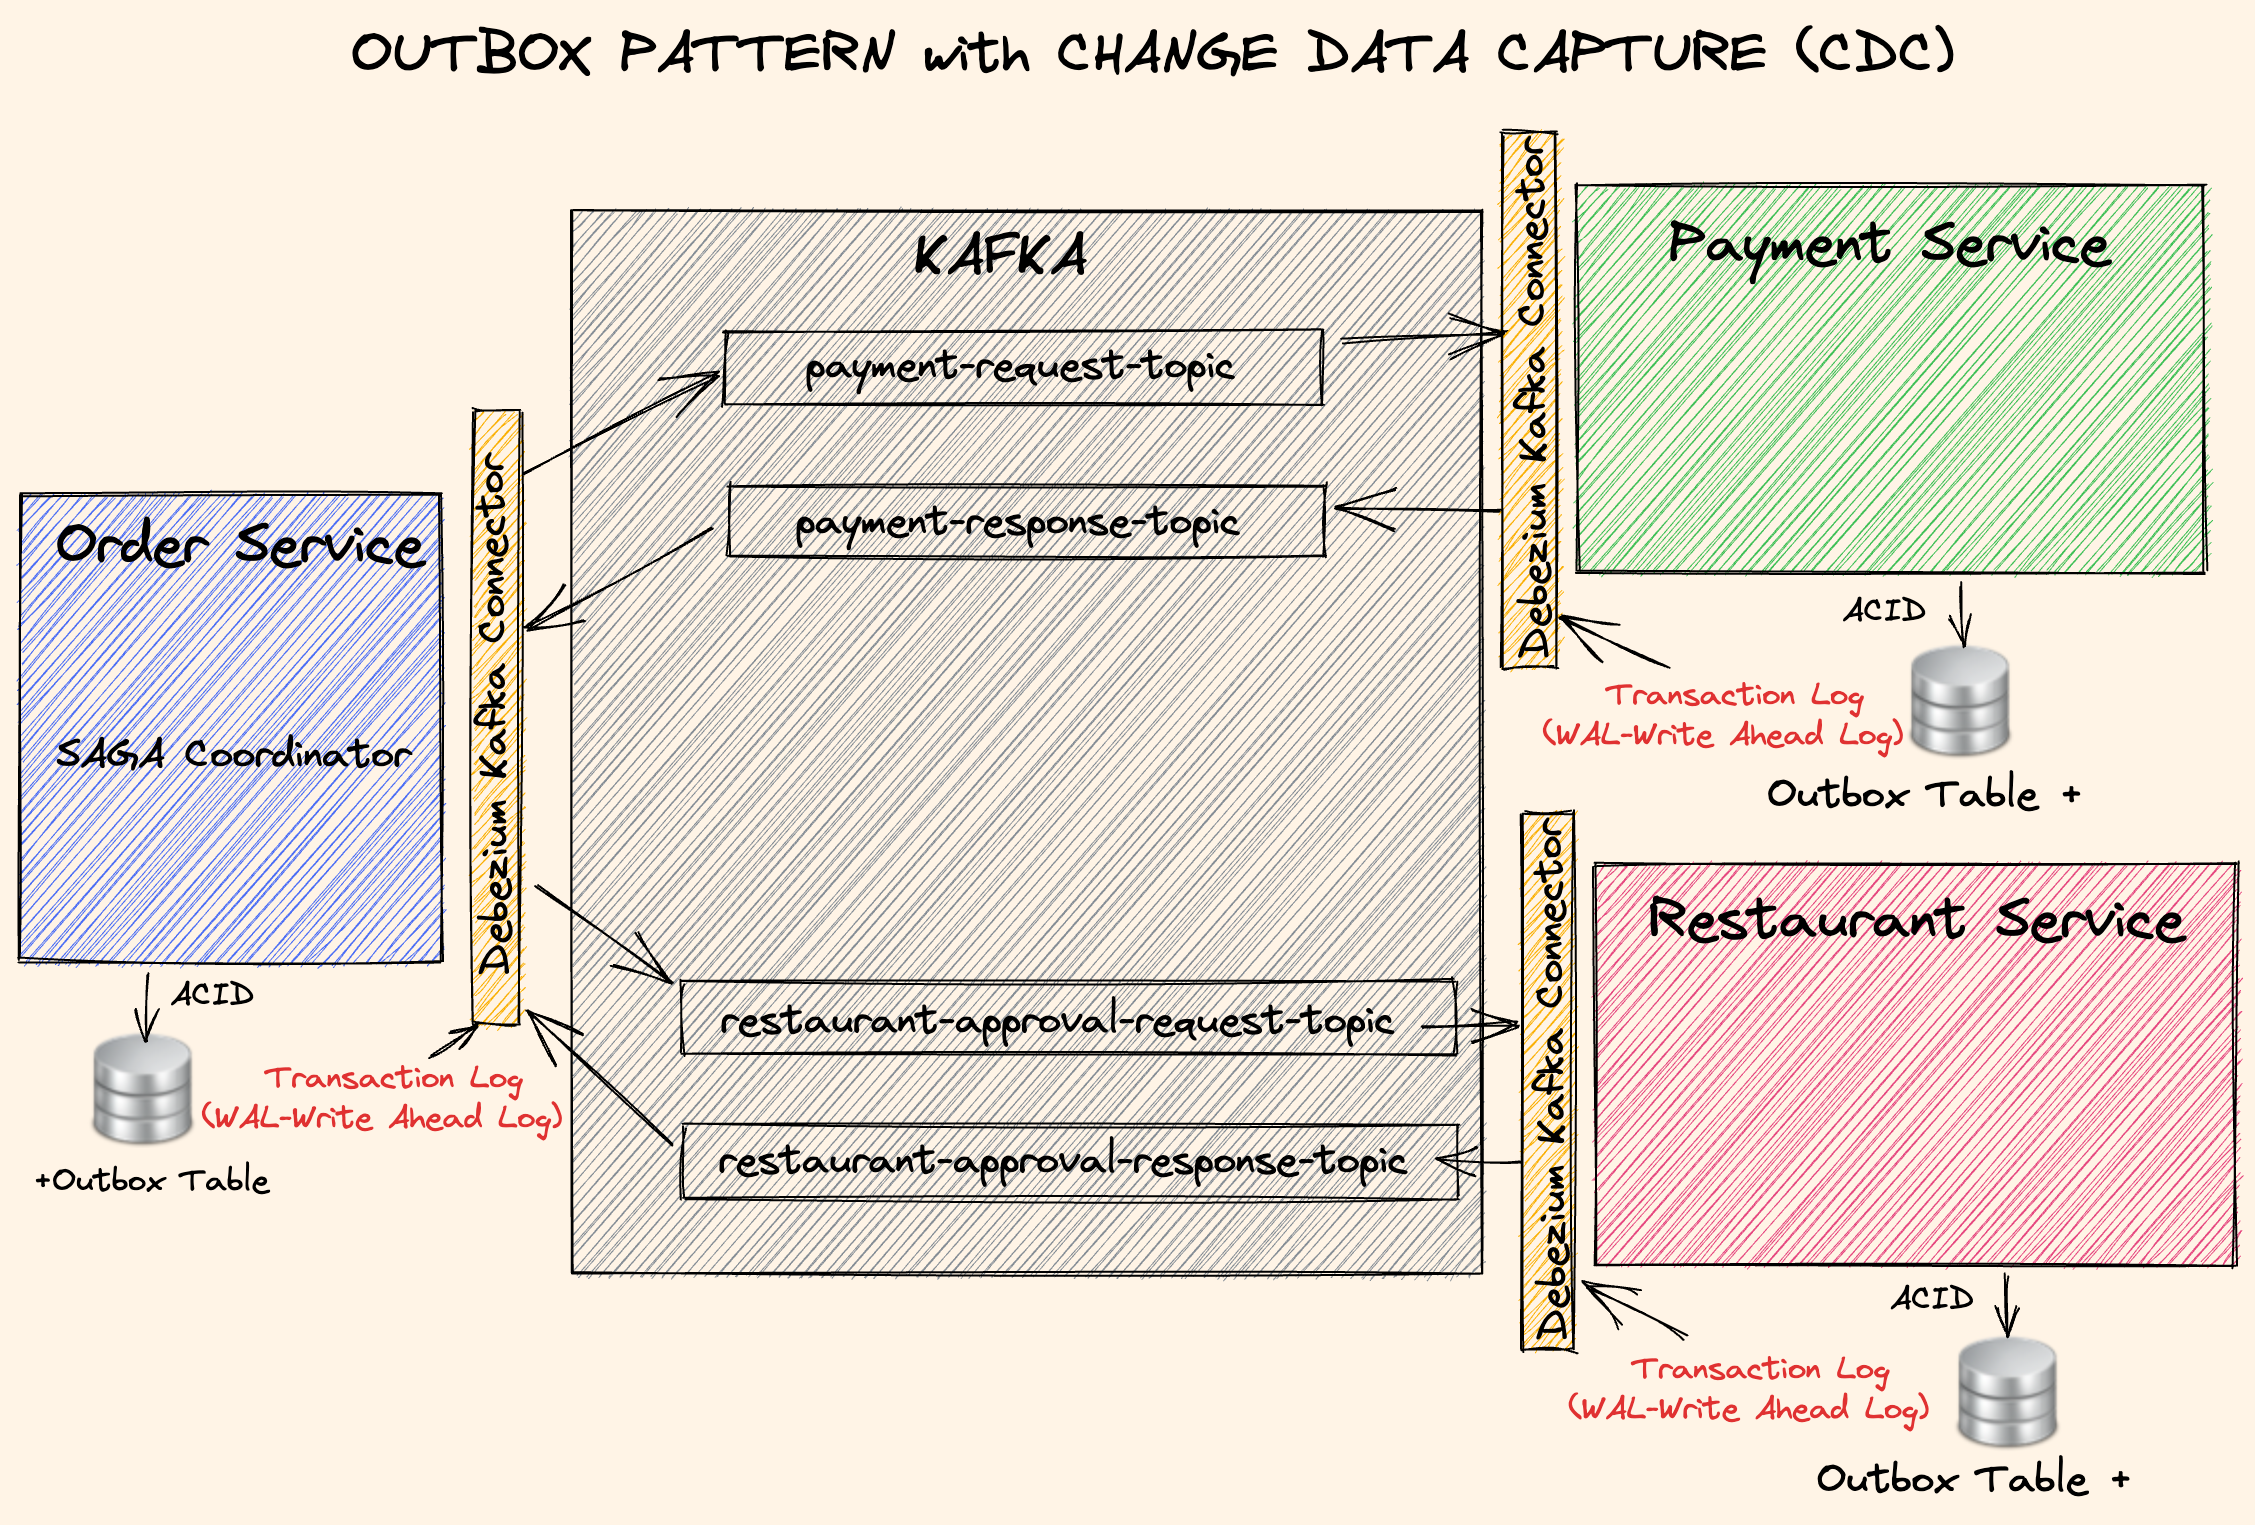 OUTBOX PATTERN with CHANGE DATA CAPTURE (CDC)
Order Service
SAGA Coordinator
ACID
Transaction Log
(WAL-Write Ahead Log)
+Outbox Table
Debezium Kafka Connector
KAFKA
payment-request-topic
payment-response-topic
restaurant-approval-request-topic
restaurant-approval-response-topic
Debezium Kafka Connector
Payment Service
ACID
Transaction Log
(WAL-Write Ahead Log)
Outbox Table +
Debezium Kafka Connector
Restaurant Service
ACID
Transaction Log
(WAL-Write Ahead Log)
Outbox Table +